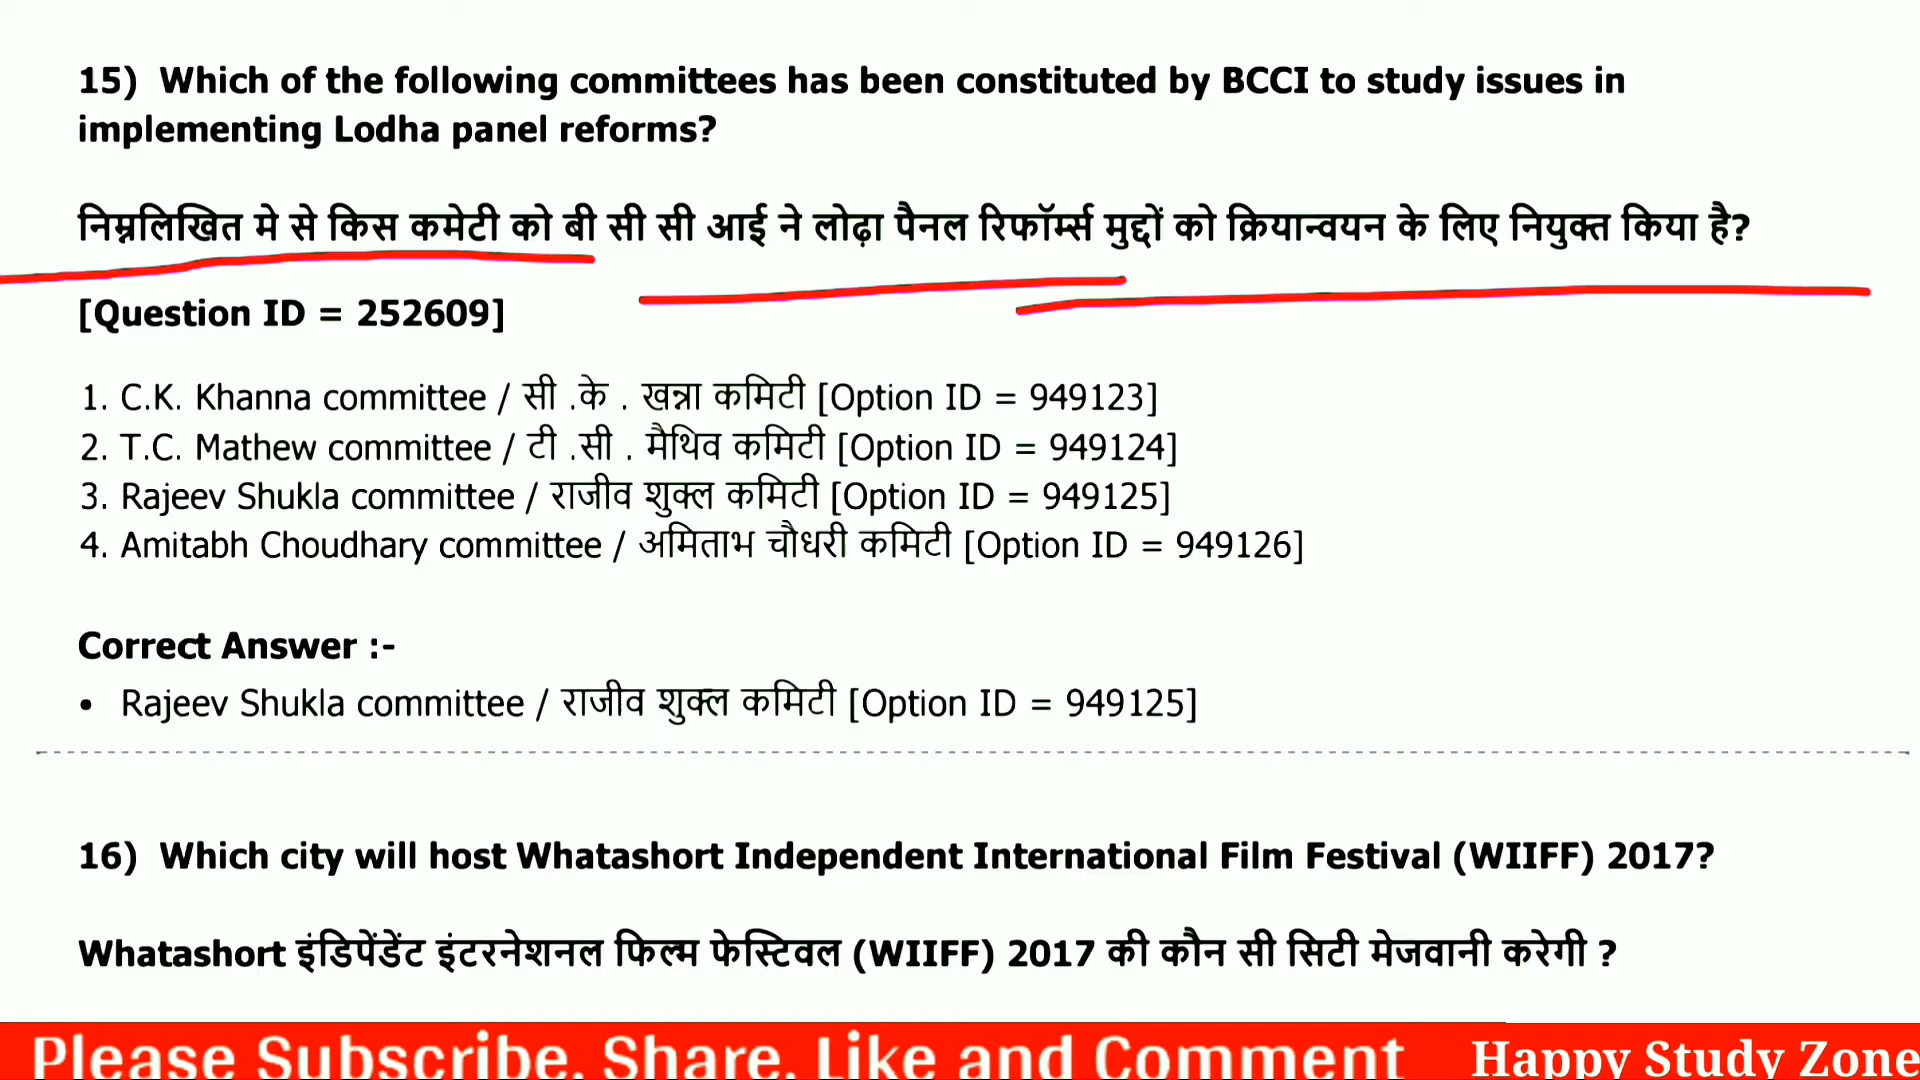 15) Which of the following committees has been constituted by BCCI to study issues in
implementing Lodha panel reforms?
निम्नलिखित मे से किस कमेटी को बी सी सी आई ने लोढ़ा पैनल रिफॉर्म्स मुद्दों को क्रियान्वयन के लिए नियुक्त किया है?
[Question ID = 252609]
1. C.K. Khanna committee / सी .के . खन्ना कमिटी [Option ID = 949123]
2. T.C. Mathew committee / टी .सी . मैथिव कमिटी [Option ID = 949124]
3. Rajeev Shukla committee / राजीव शुक्ल कमिटी [Option ID = 949125]
4. Amitabh Choudhary committee / अमिताभ चौधरी कमिटी [Option ID = 949126]
Correct Answer :-
• Rajeev Shukla committee / राजीव शुक्ल कमिटी [Option ID = 949125]
16) Which city will host Whatashort Independent International Film Festival (WIIFF) 2017?
Whatashort इंडिपेंडेंट इंटरनेशनल फिल्म फेस्टिवल (WIIFF) 2017 की कौन सी सिटी मेजवानी करेगी ?
Please Subscribe, Share, Like and Comment Happy Study Zone